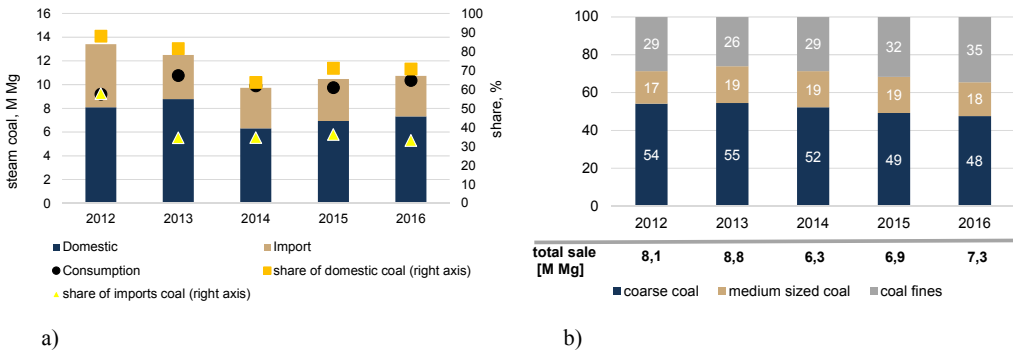 16 100
14 90
12 80
10 70
8 60
6 50
4 40
2 30
0 20
10
0
steam coal, M Mg
share, %
2012 2013 2014 2015 2016
Domestic Import
Consumption share of domestic coal (right axis)
share of imports coal (right axis)
a)
100
80
60
40
20
0
29 26 29 32 35
17 19 19 19 18
54 55 52 49 48
2012 2013 2014 2015 2016
total sale 8,1 8,8 6,3 6,9 7,3
[M Mg]
coarse coal medium sized coal coal fines
b)